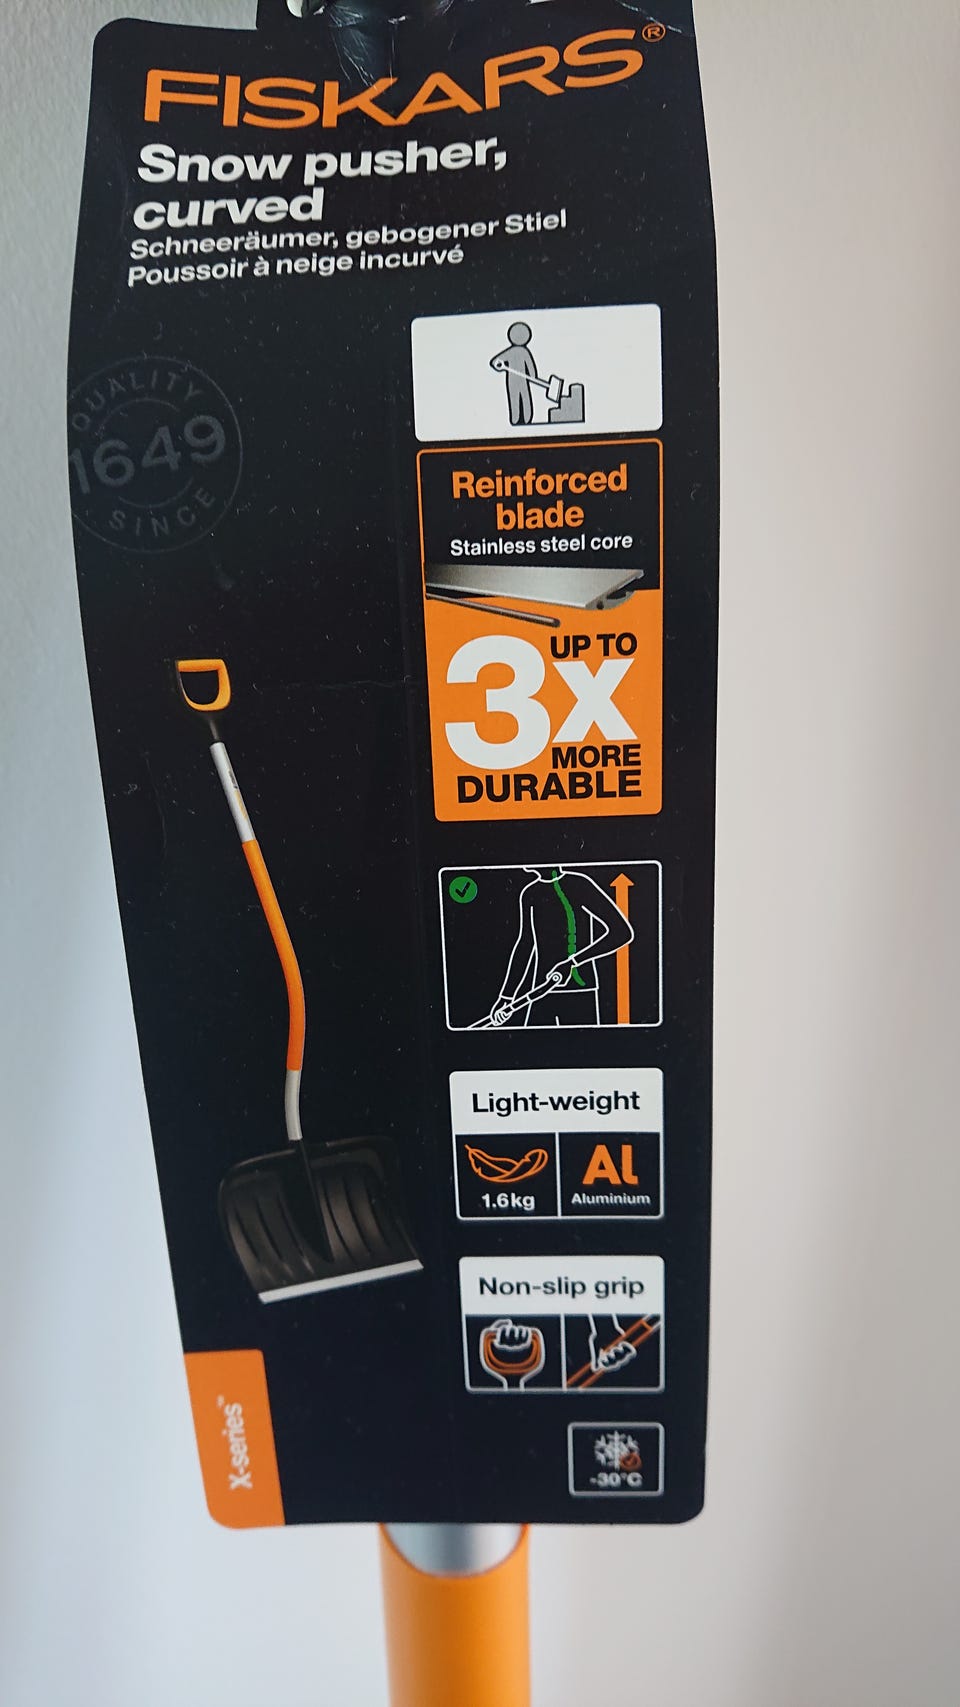 FISKARS®
Snow pusher,
curved
Schneeräumer, gebogener Stiel
Poussoir à neige incurvé
QUALITY
1649
SINCE
Reinforced
blade
Stainless steel core
UP TO
3x
MORE
DURABLE
Light-weight
1.6kg
Al
Aluminium
Non-slip grip
X-series™
-30°C